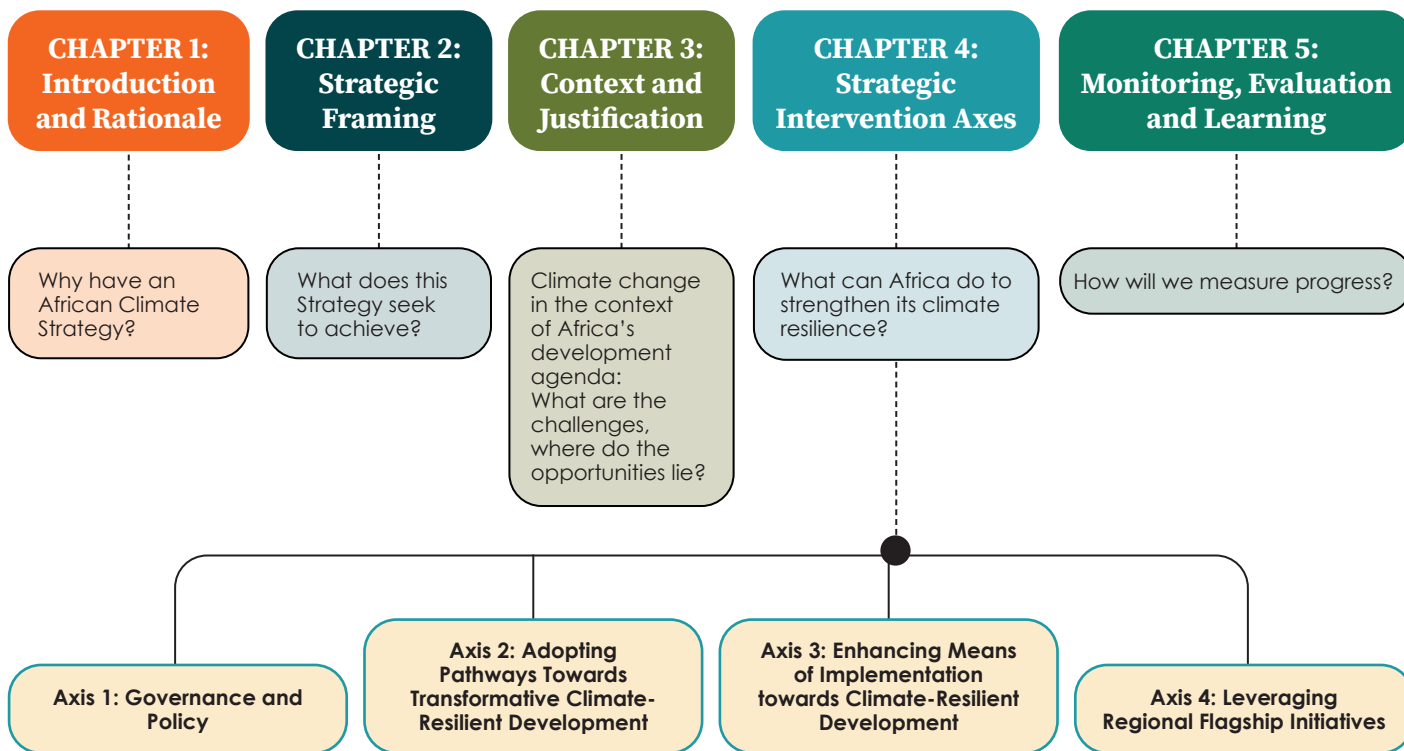 CHAPTER 1:
Introduction
and Rationale
CHAPTER 2:
Strategic
Framing
CHAPTER 3:
Context and
Justification
CHAPTER 4:
Strategic
Intervention Axes
CHAPTER 5:
Monitoring, Evaluation
and Learning
Why have an
African Climate
Strategy?
What does this
Strategy seek
to achieve?
Climate change
in the context
of Africa’s
development
agenda:
What are the
challenges,
where do the
opportunities lie?
What can Africa do to
strengthen its climate
resilience?
How will we measure progress?
Axis 1: Governance and
Policy
Axis 2: Adopting
Pathways Towards
Transformative Climate-
Resilient Development
Axis 3: Enhancing Means
of Implementation
towards Climate-Resilient
Development
Axis 4: Leveraging
Regional Flagship Initiatives